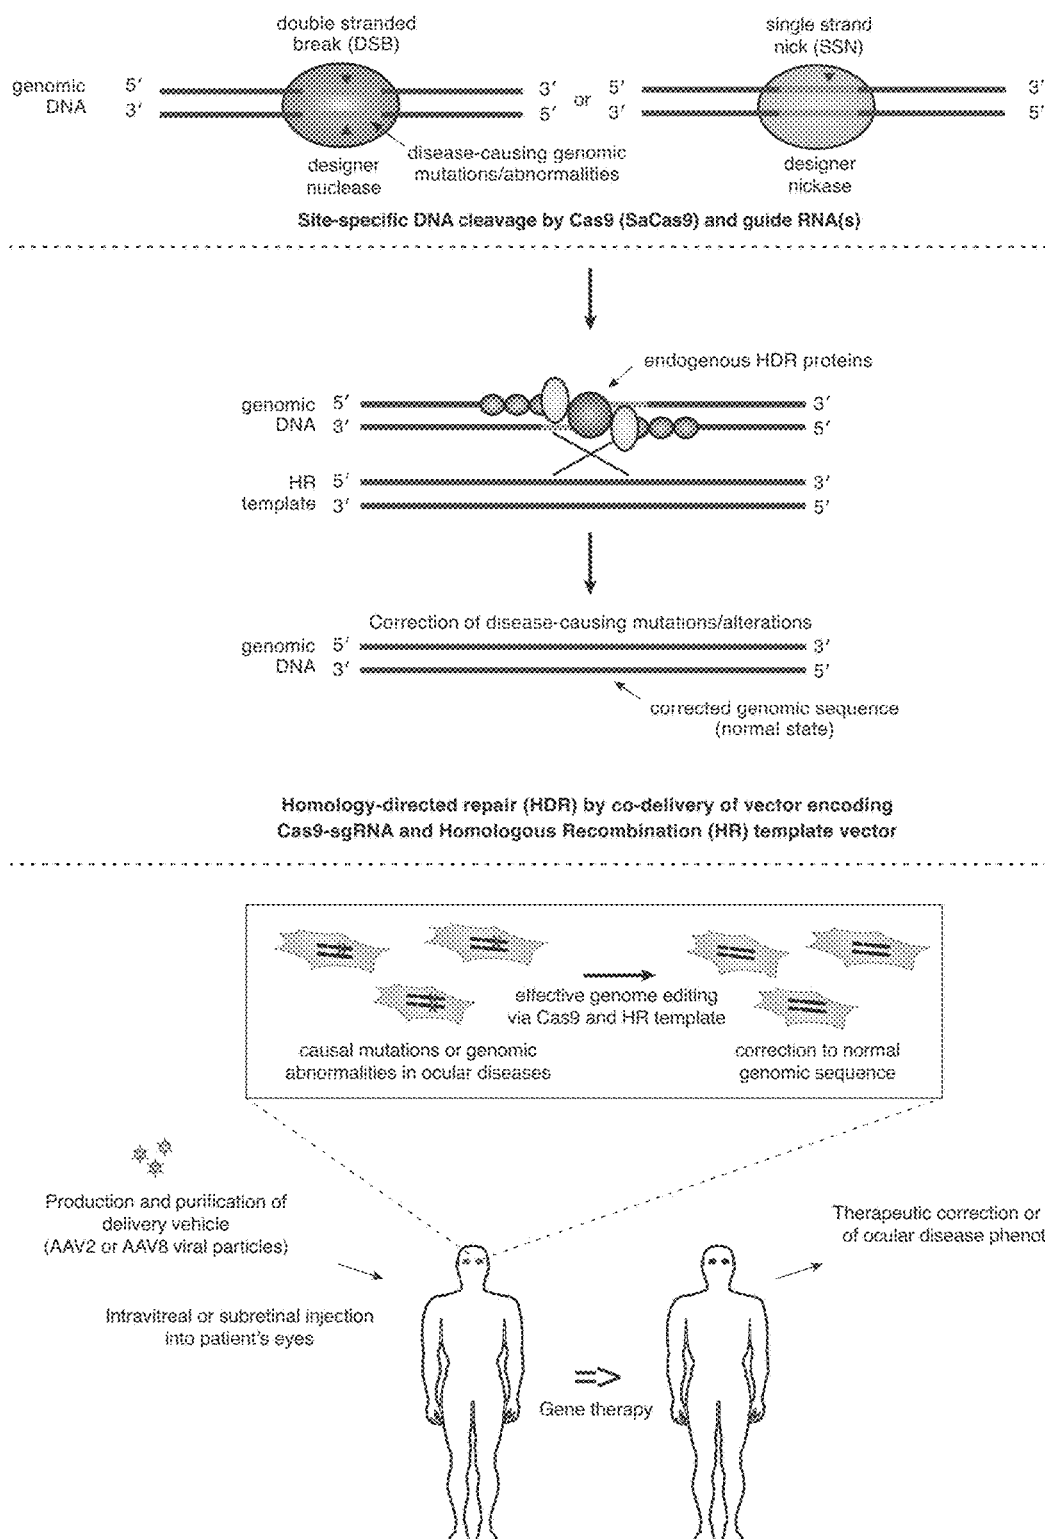 double stranded
break (DSB)
single strand
nick (SSN)
genomic 5′ 3′ or 5′ 3′
DNA 3′ 5′ 3′ 5′
disease-causing genomic
mutations/abnormalities
designer
nuclease
designer
nickase
Site-specific DNA cleavage by Cas9 (SaCas9) and guide RNA(s)
endogenous HDR proteins
genomic 5′ 3′
DNA 3′ 5′
HR 5′ 3′
template 3′ 5′
Correction of disease-causing mutations/alterations
genomic 5′ 3′
DNA 3′ 5′
corrected genomic sequence
(normal state)
Homology-directed repair (HDR) by co-delivery of vector encoding
Cas9-sgRNA and Homologous Recombination (HR) template vector
effective genome editing
via Cas9 and HR template
causal mutations or genomic
abnormalities in ocular diseases
correction to normal
genomic sequence
Production and purification of
delivery vehicle
(AAV2 or AAV8 viral particles)
Intravitreal or subretinal injection
into patient's eyes
Therapeutic correction or
of ocular disease phenot
Gene therapy